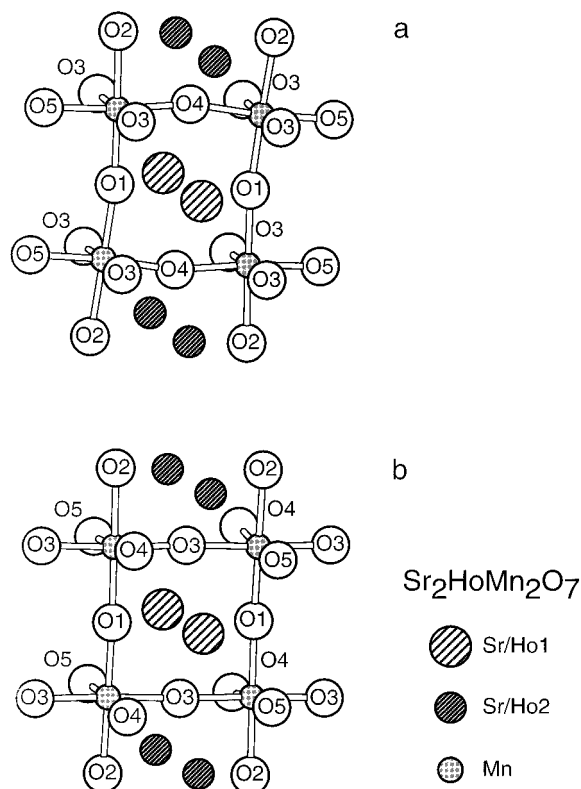 a
O2 O2
O3 O3
O5 O3 O4 O3 O5
O1 O1
O3 O3
O5 O3 O4 O3 O5
O2 O2
b
O2 O2
O5 O4
O3 O4 O3 O5 O3
O1 O1
O5 O4
O3 O4 O3 O5 O3
O2 O2
Sr2HoMn2O7
Sr/Ho1
Sr/Ho2
Mn